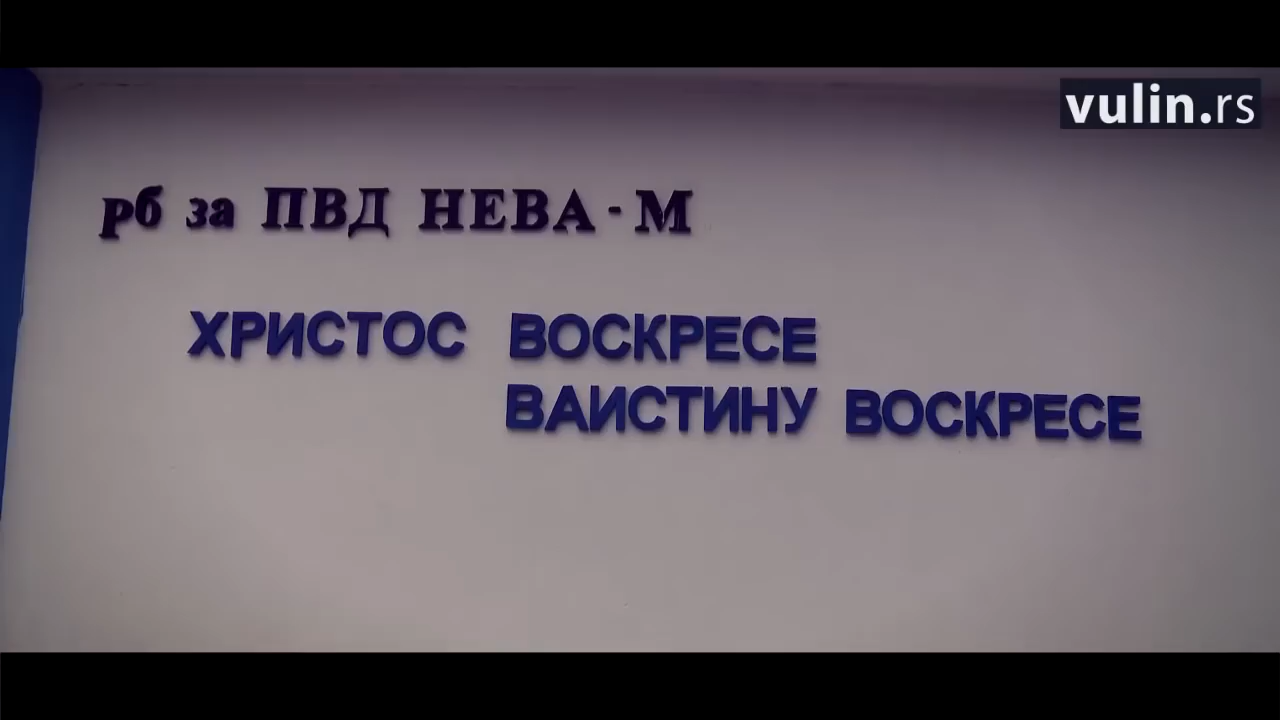 vulin.rs
рб за ПВД НЕВА - М
ХРИСТОС ВОСКРЕСЕ
ВАИСТИНУ ВОСКРЕСЕ